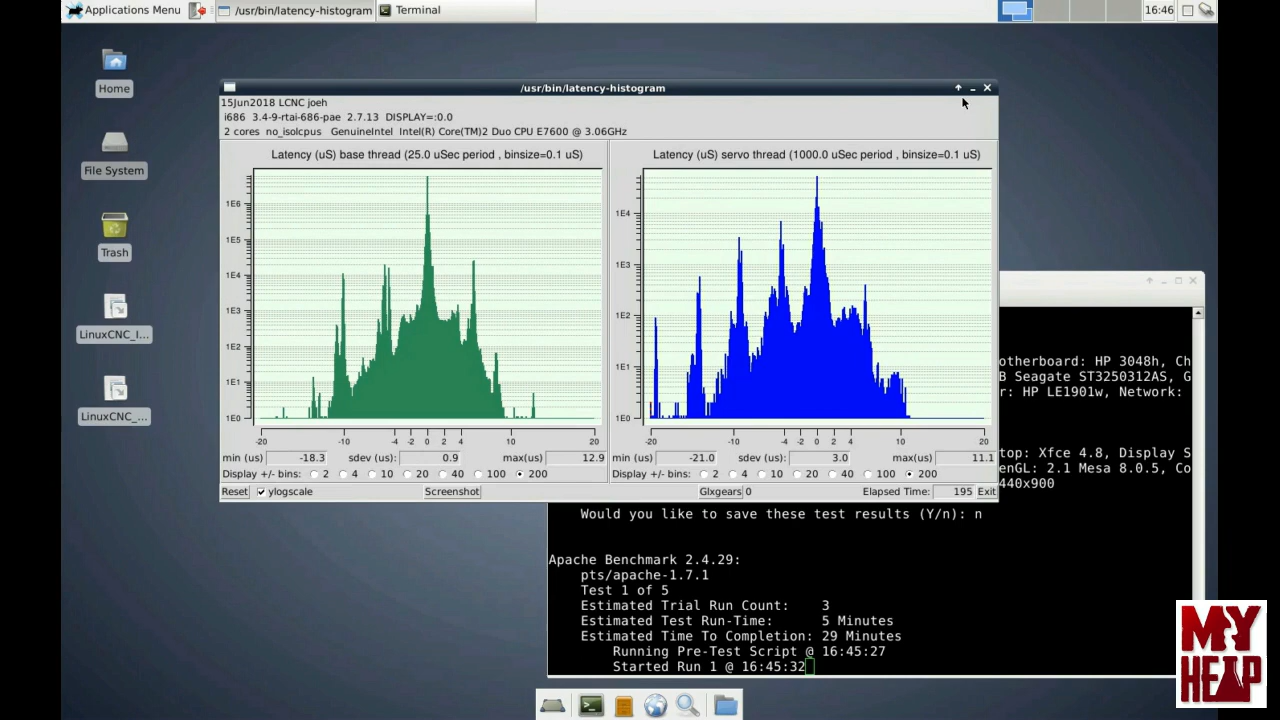 Applications Menu
/usr/bin/latency-histogram
Terminal
16:46
Home
File System
Trash
LinuxCNC_I...
LinuxCNC_...
/usr/bin/latency-histogram
15Jun2018 LCNC joeh
i686 3.4-9-rtai-686-pae 2.7.13 DISPLAY=:0.0
2 cores no_isolcpus GenuineIntel Intel(R) Core(TM)2 Duo CPU E7600 @ 3.06GHz
Latency (uS) base thread (25.0 uSec period , binsize=0.1 uS)
1E6
1E5
1E4
1E3
1E2
1E1
1E0
-20 -10 -4 -2 0 2 4 10 20
min (us) -18.3 sdev (us): 0.9 max(us) 12.9
Display +/- bins: 2 4 10 20 40 100 200
Latency (uS) servo thread (1000.0 uSec period , binsize=0.1 uS)
1E4
1E3
1E2
1E1
1E0
-20 -10 -4 -2 0 2 4 10 20
min (us) -21.0 sdev (us): 3.0 max(us) 11.1
Display +/- bins: 2 4 10 20 40 100 200
Reset ylogscale Screenshot Glxgears 0 Elapsed Time: 195 Exit
otherboard: HP 3048h, Ch
B Seagate ST3250312AS, G
r: HP LE1901w, Network:
top: Xfce 4.8, Display S
enGL: 2.1 Mesa 8.0.5, Co
440x900
Would you like to save these test results (Y/n): n
Apache Benchmark 2.4.29:
pts/apache-1.7.1
Test 1 of 5
Estimated Trial Run Count: 3
Estimated Test Run-Time: 5 Minutes
Estimated Time To Completion: 29 Minutes
Running Pre-Test Script @ 16:45:27
Started Run 1 @ 16:45:32
MY
HEAP